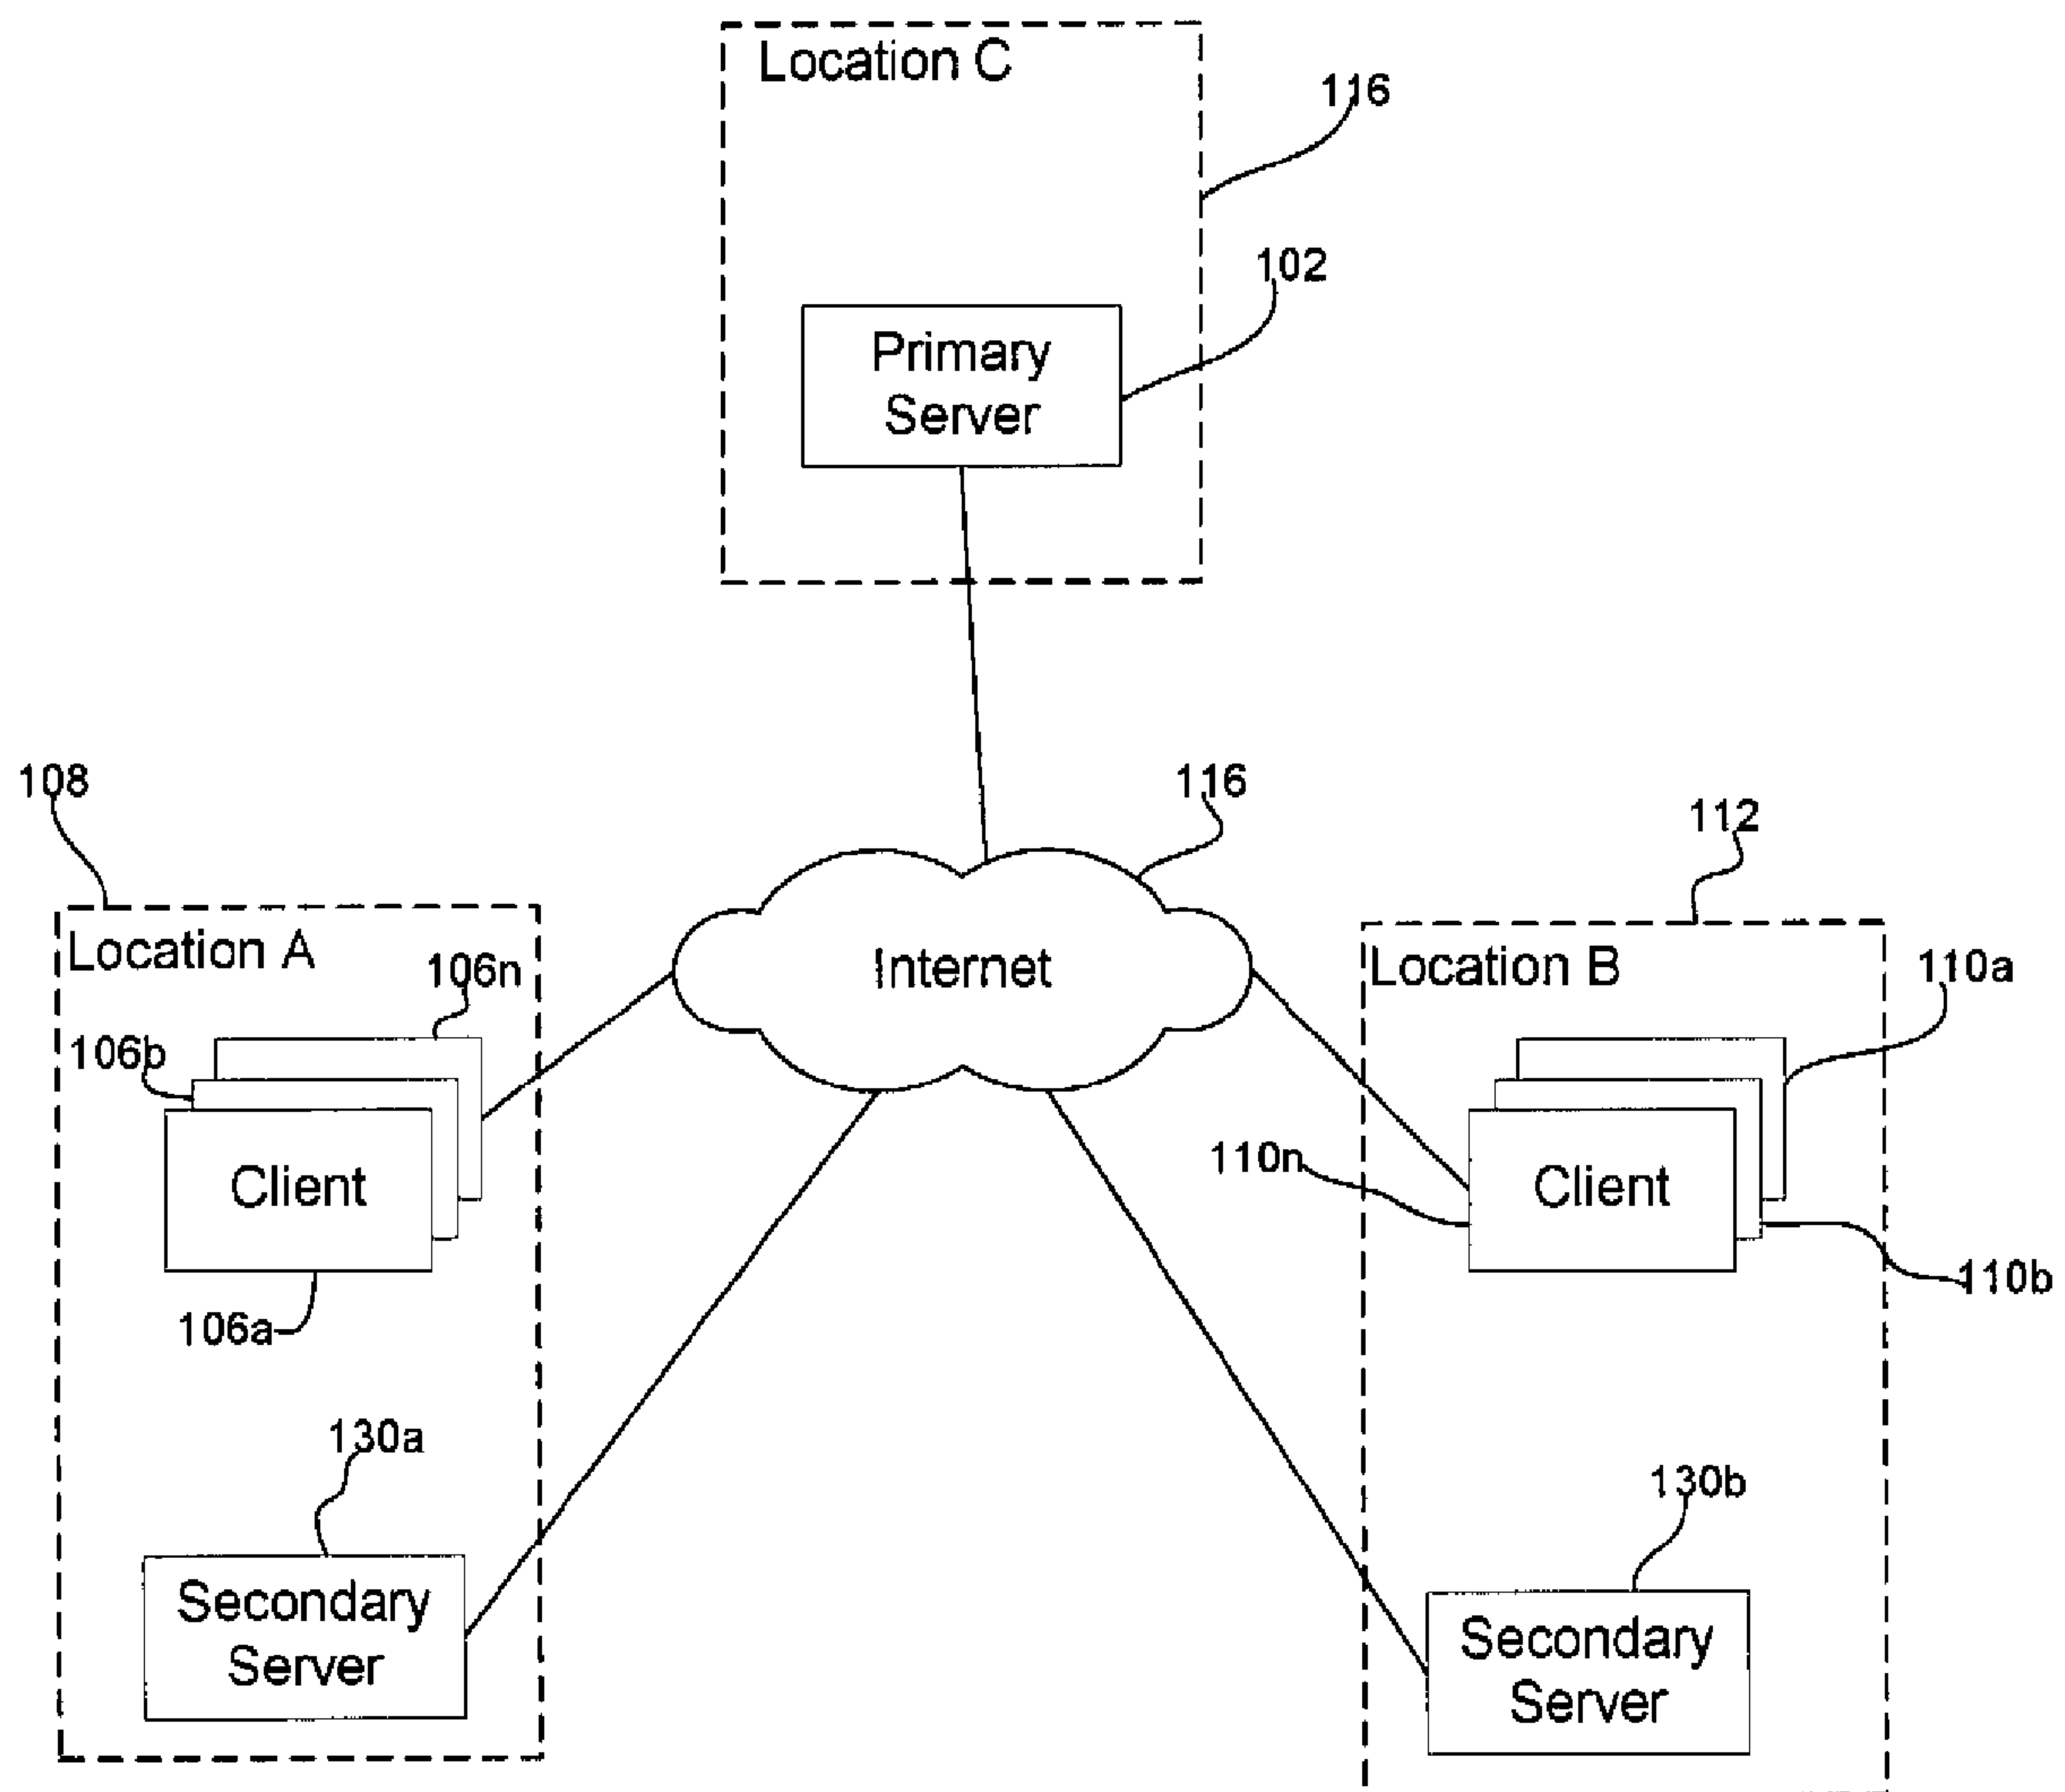 Location C
116
102
Primary
Server
108
116
112
Location A
Internet
Location B
106n
110a
106b
Client
110n
Client
110b
106a
130a
130b
Secondary
Server
Secondary
Server